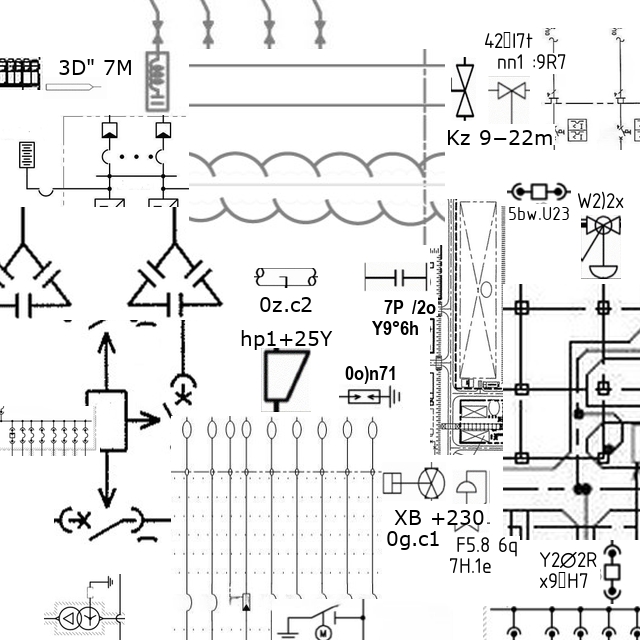 3D" 7M
42▯I7t
nn1 :9R7
Kz 9−22m
5bw.U23
W2)2x
0z.c2
7P /2o
Y9°6h
hp1+25Y
0o)n71
XB +230
0g.c1
F5.8 6q
7H.1e
Y2∅2R
x9▯H7
M